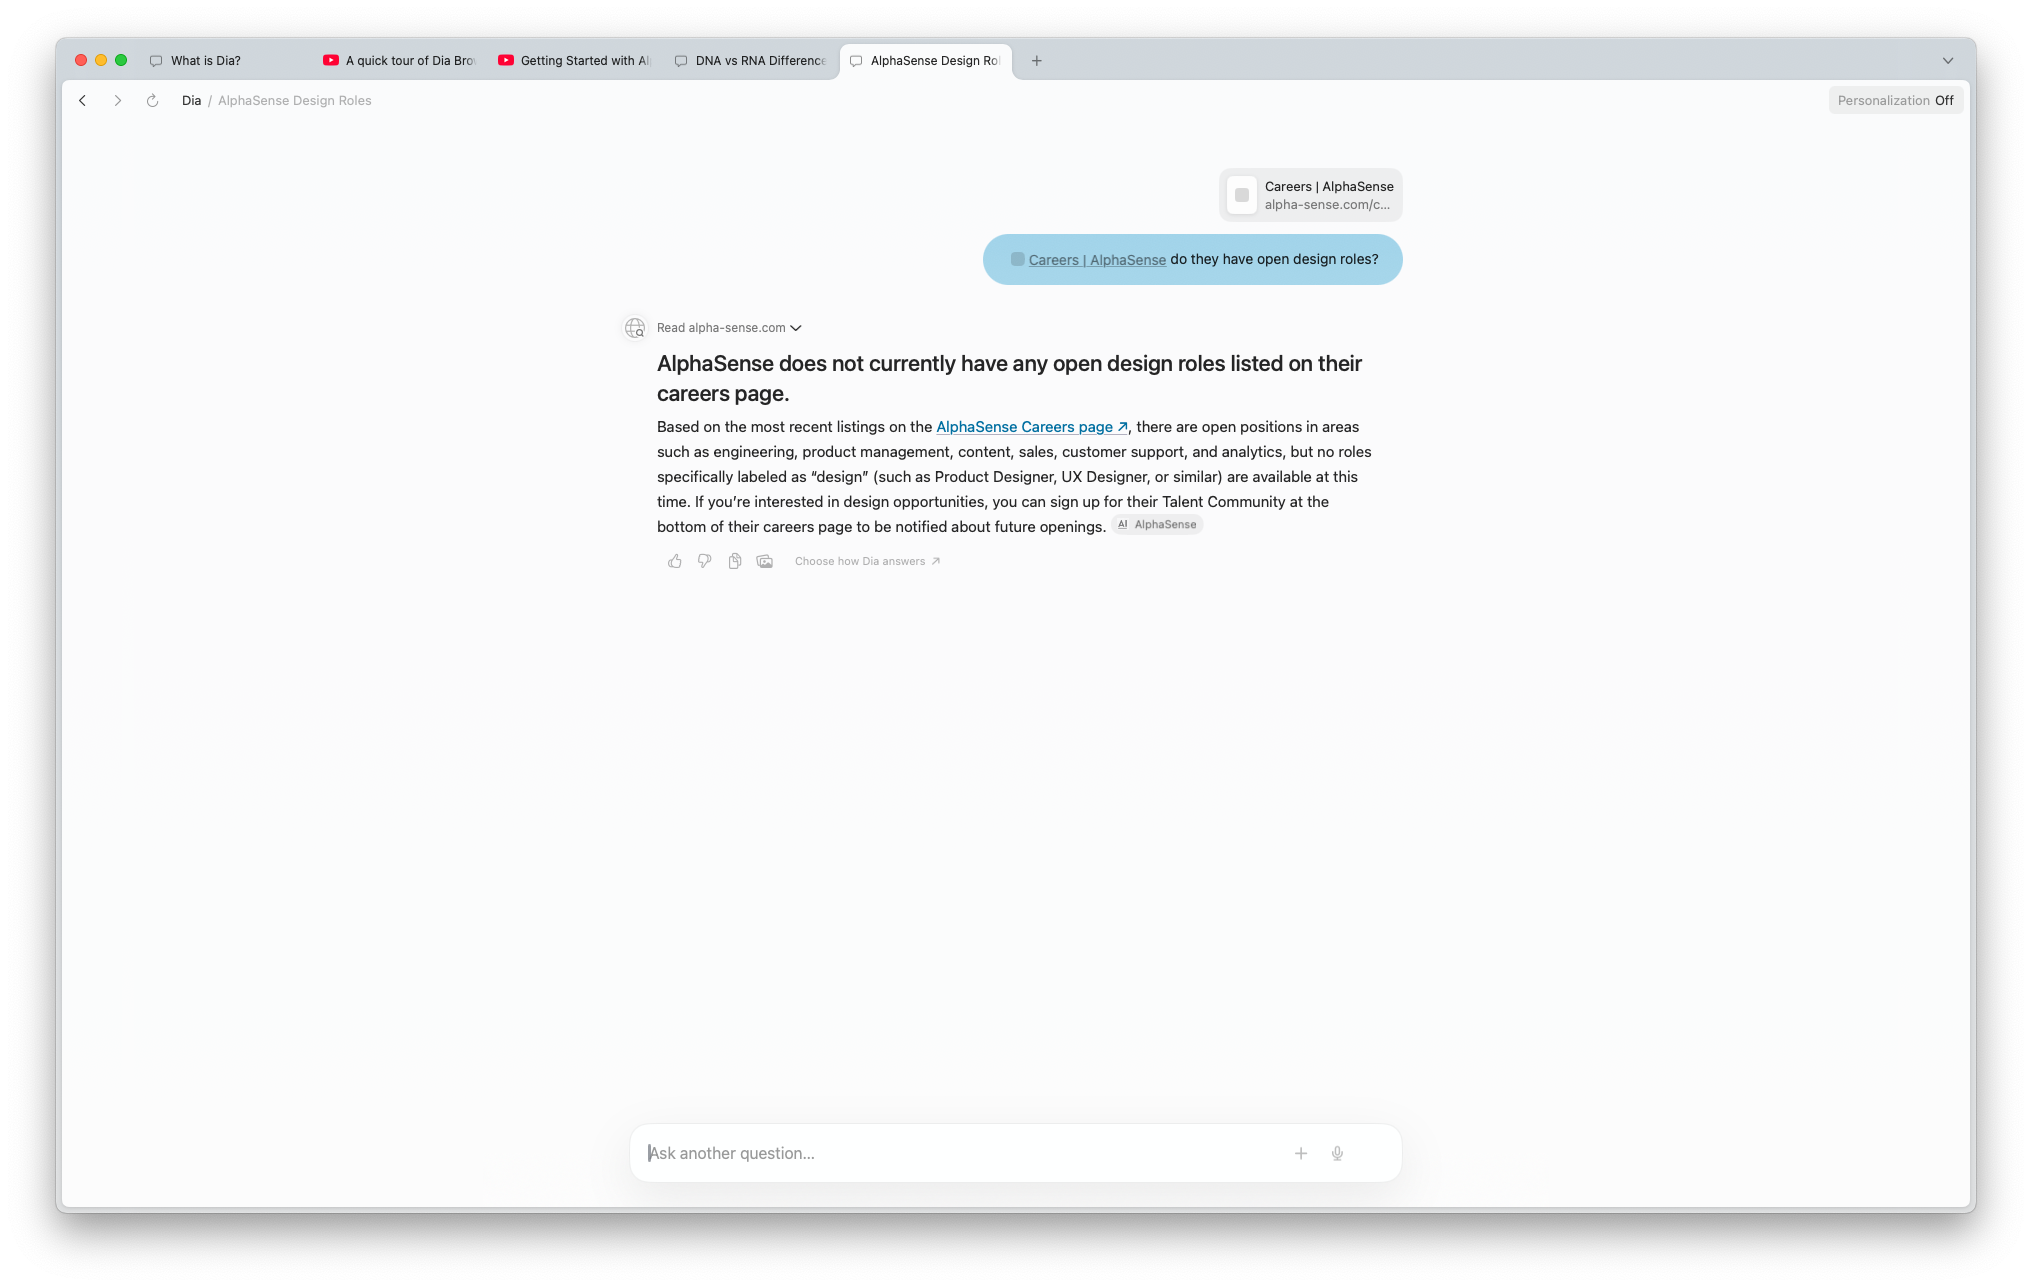 What is Dia?
A quick tour of Dia Bro
Getting Started with Al
DNA vs RNA Difference
AlphaSense Design Rol
Dia / AlphaSense Design Roles
Personalization Off
Careers | AlphaSense
alpha-sense.com/c...
Careers | AlphaSense do they have open design roles?
Read alpha-sense.com
AlphaSense does not currently have any open design roles listed on their
careers page.
Based on the most recent listings on the AlphaSense Careers page ↗, there are open positions in areas
such as engineering, product management, content, sales, customer support, and analytics, but no roles
specifically labeled as “design” (such as Product Designer, UX Designer, or similar) are available at this
time. If you’re interested in design opportunities, you can sign up for their Talent Community at the
bottom of their careers page to be notified about future openings. AI AlphaSense
Choose how Dia answers ↗
Ask another question...